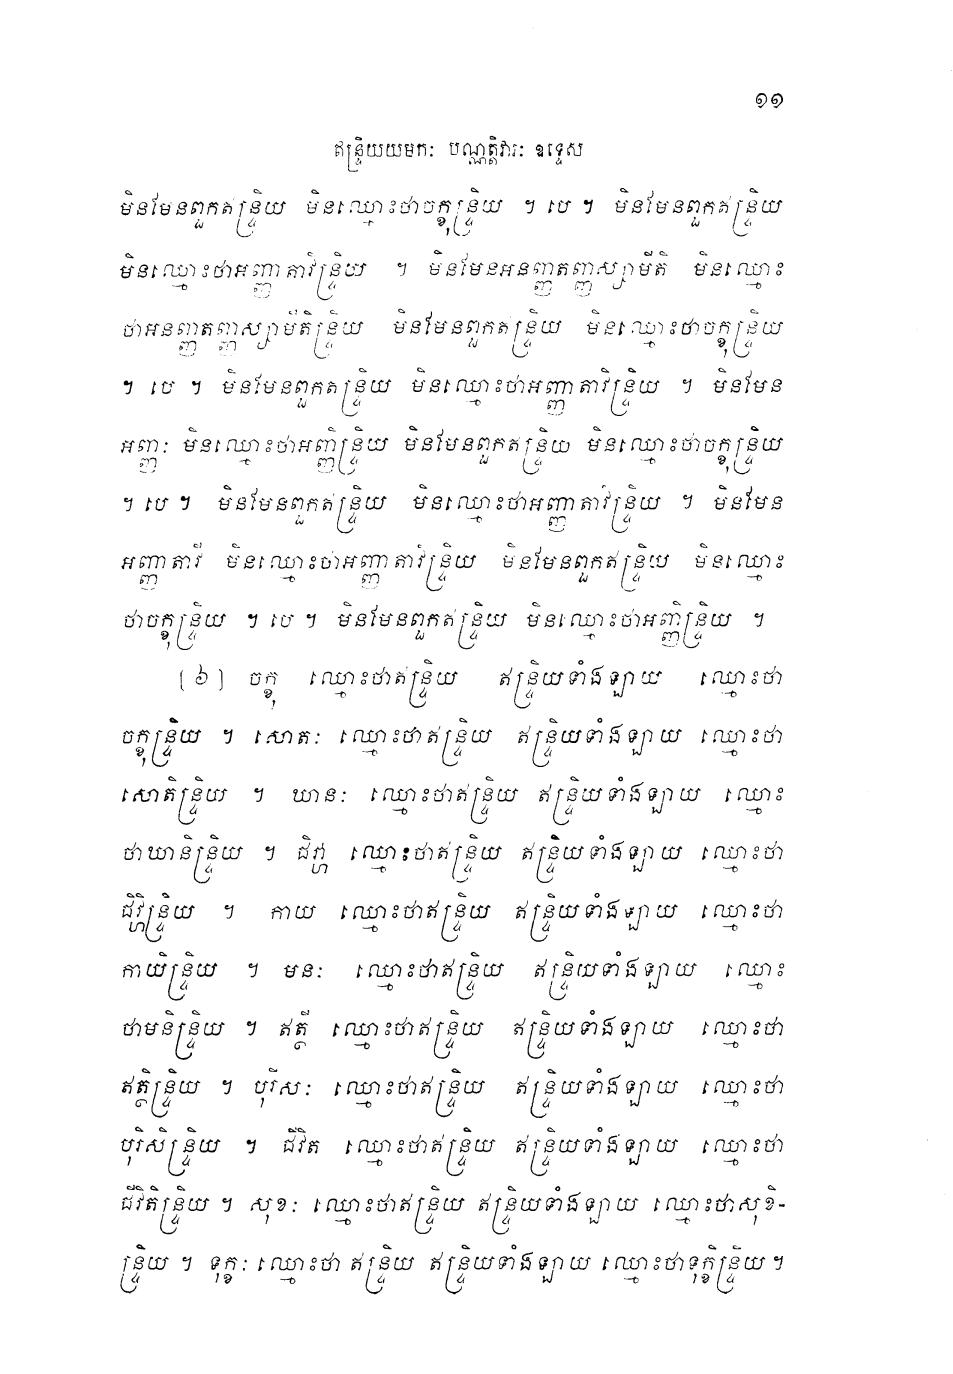 ១១
ឥន្ទ្រិយយមកៈ បណ្ណត្តិវារៈ ឧទ្ទេស
មិនមែនពួកឥន្ទ្រិយ មិនឈ្មោះថាចក្ខុន្ទ្រិយ ។ បេ ។ មិនមែនពួកឥន្ទ្រិយ
មិនឈ្មោះថាអញ្ញាតាវិន្ទ្រិយ ។ មិនមែនអនញ្ញាតញ្ញស្សាមីតិ មិនឈ្មោះ
ថាអនញ្ញាតញ្ញស្សាមីតិន្ទ្រិយ មិនមែនពួកឥន្ទ្រិយ មិនឈ្មោះថាចក្ខុន្ទ្រិយ
។ បេ ។ មិនមែនពួកឥន្ទ្រិយ មិនឈ្មោះថាអញ្ញាតាវិន្ទ្រិយ ។ មិនមែន
អញ្ញៈ មិនឈ្មោះថាអញ្ញិន្ទ្រិយ មិនមែនពួកឥន្ទ្រិយ មិនឈ្មោះថាចក្ខុន្ទ្រិយ
។ បេ ។ មិនមែនពួកឥន្ទ្រិយ មិនឈ្មោះថាអញ្ញាតាវិន្ទ្រិយ ។ មិនមែន
អញ្ញាតាវី មិនឈ្មោះថាអញ្ញាតាវិន្ទ្រិយ មិនមែនពួកឥន្ទ្រិយ មិនឈ្មោះ
ថាចក្ខុន្ទ្រិយ ។ បេ ។ មិនមែនពួកឥន្ទ្រិយ មិនឈ្មោះថាអញ្ញិន្ទ្រិយ ។
(៦) ចក្ខុ ឈ្មោះថាឥន្ទ្រិយ ឥន្ទ្រិយទាំងឡាយ ឈ្មោះថា
ចក្ខុន្ទ្រិយ ។ សោតៈ ឈ្មោះថាឥន្ទ្រិយ ឥន្ទ្រិយទាំងឡាយ ឈ្មោះថា
សោតិន្ទ្រិយ ។ ឃានៈ ឈ្មោះថាឥន្ទ្រិយ ឥន្ទ្រិយទាំងឡាយ ឈ្មោះ
ថាឃានិន្ទ្រិយ ។ ជិវ្ហា ឈ្មោះថាឥន្ទ្រិយ ឥន្ទ្រិយទាំងឡាយ ឈ្មោះថា
ជិវ្ហិន្ទ្រិយ ។ កាយ ឈ្មោះថាឥន្ទ្រិយ ឥន្ទ្រិយទាំងឡាយ ឈ្មោះថា
កាយិន្ទ្រិយ ។ មនៈ ឈ្មោះថាឥន្ទ្រិយ ឥន្ទ្រិយទាំងឡាយ ឈ្មោះ
ថាមនិន្ទ្រិយ ។ ឥត្ថី ឈ្មោះថាឥន្ទ្រិយ ឥន្ទ្រិយទាំងឡាយ ឈ្មោះថា
ឥត្ថិន្ទ្រិយ ។ បុរិសៈ ឈ្មោះថាឥន្ទ្រិយ ឥន្ទ្រិយទាំងឡាយ ឈ្មោះថា
បុរិសិន្ទ្រិយ ។ ជីវិត ឈ្មោះថាឥន្ទ្រិយ ឥន្ទ្រិយទាំងឡាយ ឈ្មោះថា
ជីវិតិន្ទ្រិយ ។ សុខៈ ឈ្មោះថាឥន្ទ្រិយ ឥន្ទ្រិយទាំងឡាយ ឈ្មោះថាសុខិ-
ន្ទ្រិយ ។ ទុក្ខៈ ឈ្មោះថា ឥន្ទ្រិយ ឥន្ទ្រិយទាំងឡាយ ឈ្មោះថាទុក្ខិន្ទ្រិយ ។